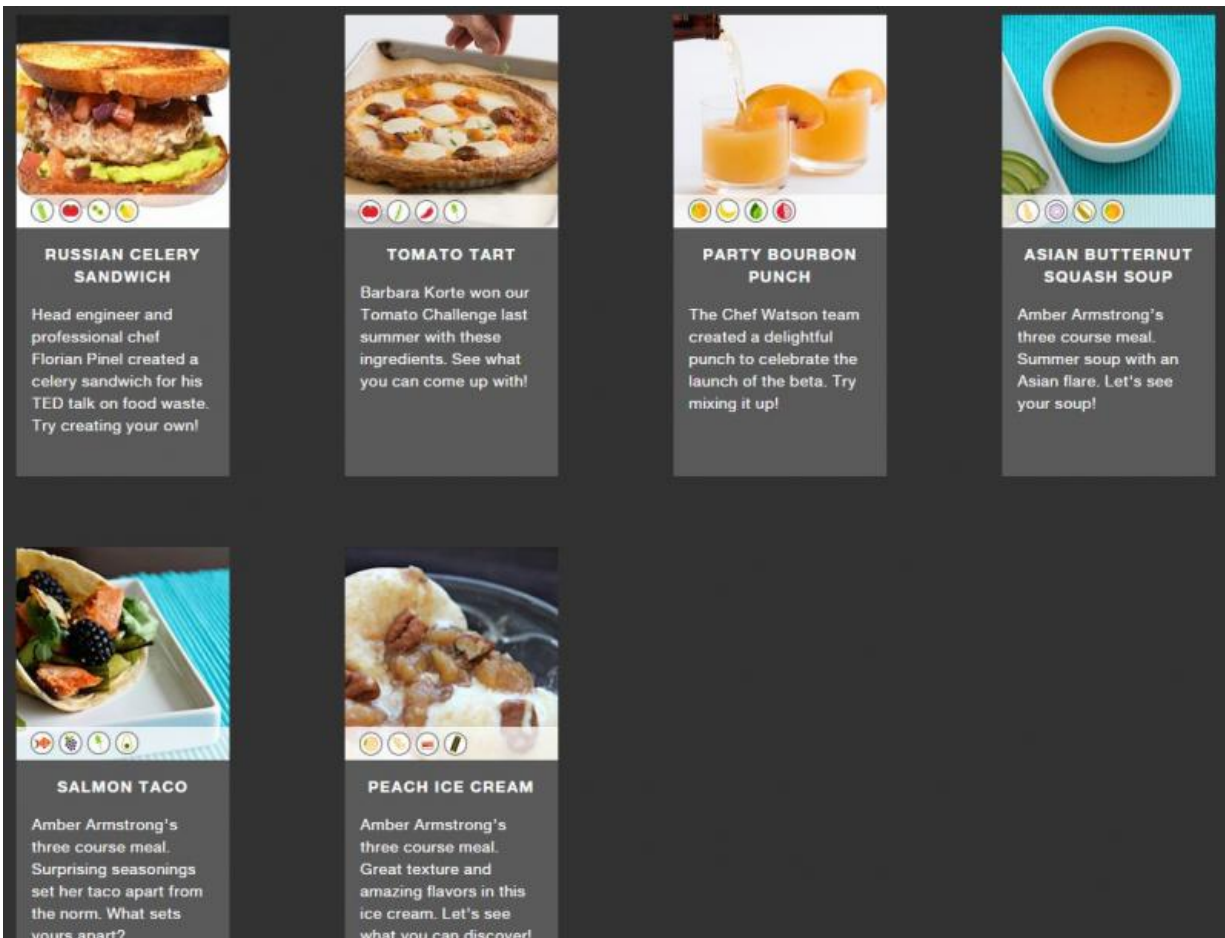 RUSSIAN CELERY
SANDWICH
Head engineer and
professional chef
Florian Pinel created a
celery sandwich for his
TED talk on food waste.
Try creating your own!
TOMATO TART
Barbara Korte won our
Tomato Challenge last
summer with these
ingredients. See what
you can come up with!
PARTY BOURBON
PUNCH
The Chef Watson team
created a delightful
punch to celebrate the
launch of the beta. Try
mixing it up!
ASIAN BUTTERNUT
SQUASH SOUP
Amber Armstrong's
three course meal.
Summer soup with an
Asian flare. Let's see
your soup!
SALMON TACO
Amber Armstrong's
three course meal.
Surprising seasonings
set her taco apart from
the norm. What sets
yours apart?
PEACH ICE CREAM
Amber Armstrong's
three course meal.
Great texture and
amazing flavors in this
ice cream. Let's see
what you can discover!